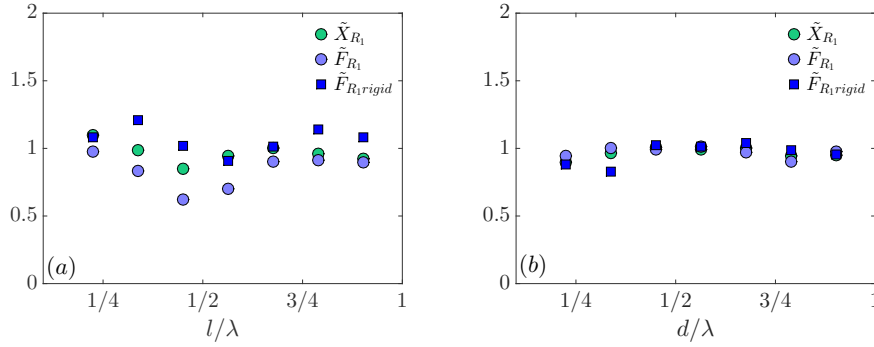 2
1.5
1
0.5
0
(a)
X̃_{R₁}
F̃_{R₁}
F̃_{R₁rigid}
1/4
1/2
3/4
1
l/λ
2
1.5
1
0.5
0
(b)
X̃_{R₁}
F̃_{R₁}
F̃_{R₁rigid}
1/4
1/2
3/4
1
d/λ